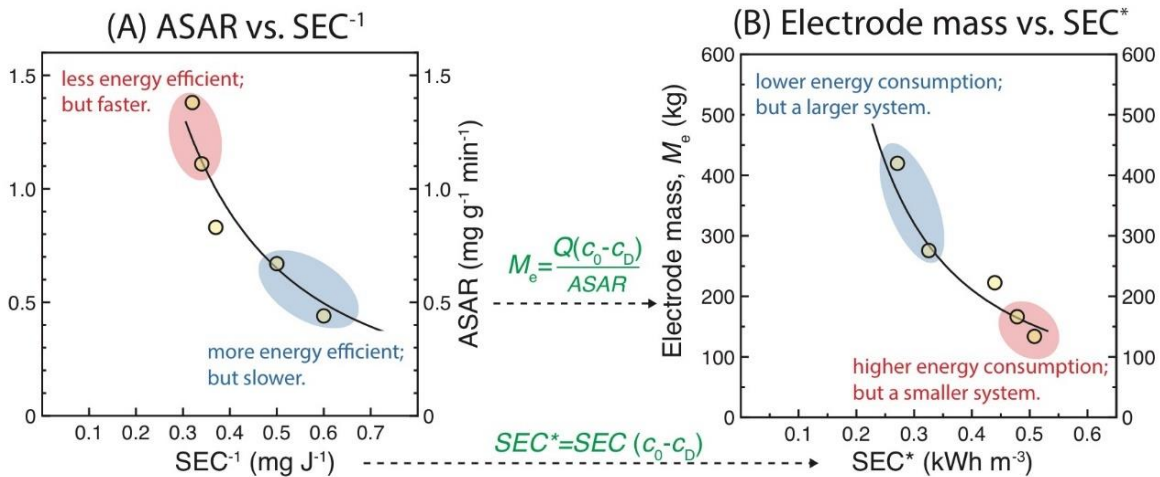 (A) ASAR vs. SEC⁻¹
less energy efficient;
but faster.
more energy efficient;
but slower.
1.5
1.0
0.5
0
1.5
1.0
0.5
0
ASAR (mg g⁻¹ min⁻¹)
0.1 0.2 0.3 0.4 0.5 0.6 0.7
SEC⁻¹ (mg J⁻¹)
Mₑ=Q(c₀-c_D)/ASAR
SEC*=SEC (c₀-c_D)
(B) Electrode mass vs. SEC*
lower energy consumption;
but a larger system.
higher energy consumption;
but a smaller system.
Electrode mass, Mₑ (kg)
600
500
400
300
200
100
0
600
500
400
300
200
100
0
0.1 0.2 0.3 0.4 0.5 0.6
SEC* (kWh m⁻³)